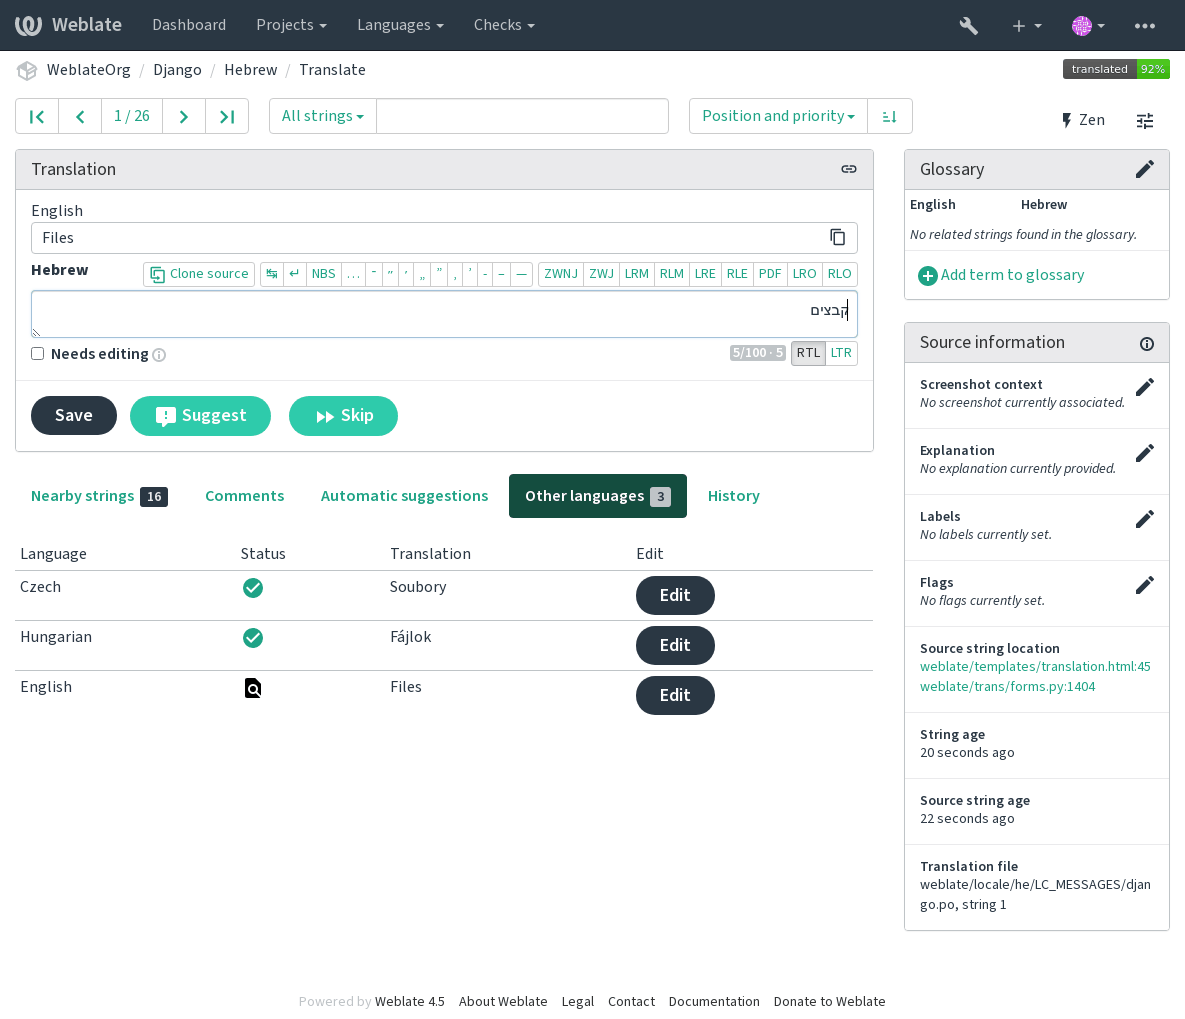 Weblate Dashboard Projects Languages Checks
WeblateOrg / Django / Hebrew / Translate translated 92%
1 / 26 All strings Position and priority Zen
Translation
English
Files
Hebrew Clone source ↹ ↵ NBS … ־ ״ ׳ „ ” ‚ ’ - – — ZWNJ ZWJ LRM RLM LRE RLE PDF LRO RLO
קבצים
Needs editing 5/100 · 5 RTL LTR
Save Suggest Skip
Nearby strings 16 Comments Automatic suggestions Other languages 3 History
Language Status Translation Edit
Czech Soubory Edit
Hungarian Fájlok Edit
English Files Edit
Glossary
English Hebrew
No related strings found in the glossary.
Add term to glossary
Source information
Screenshot context
No screenshot currently associated.
Explanation
No explanation currently provided.
Labels
No labels currently set.
Flags
No flags currently set.
Source string location
weblate/templates/translation.html:45
weblate/trans/forms.py:1404
String age
20 seconds ago
Source string age
22 seconds ago
Translation file
weblate/locale/he/LC_MESSAGES/djan
go.po, string 1
Powered by Weblate 4.5 About Weblate Legal Contact Documentation Donate to Weblate